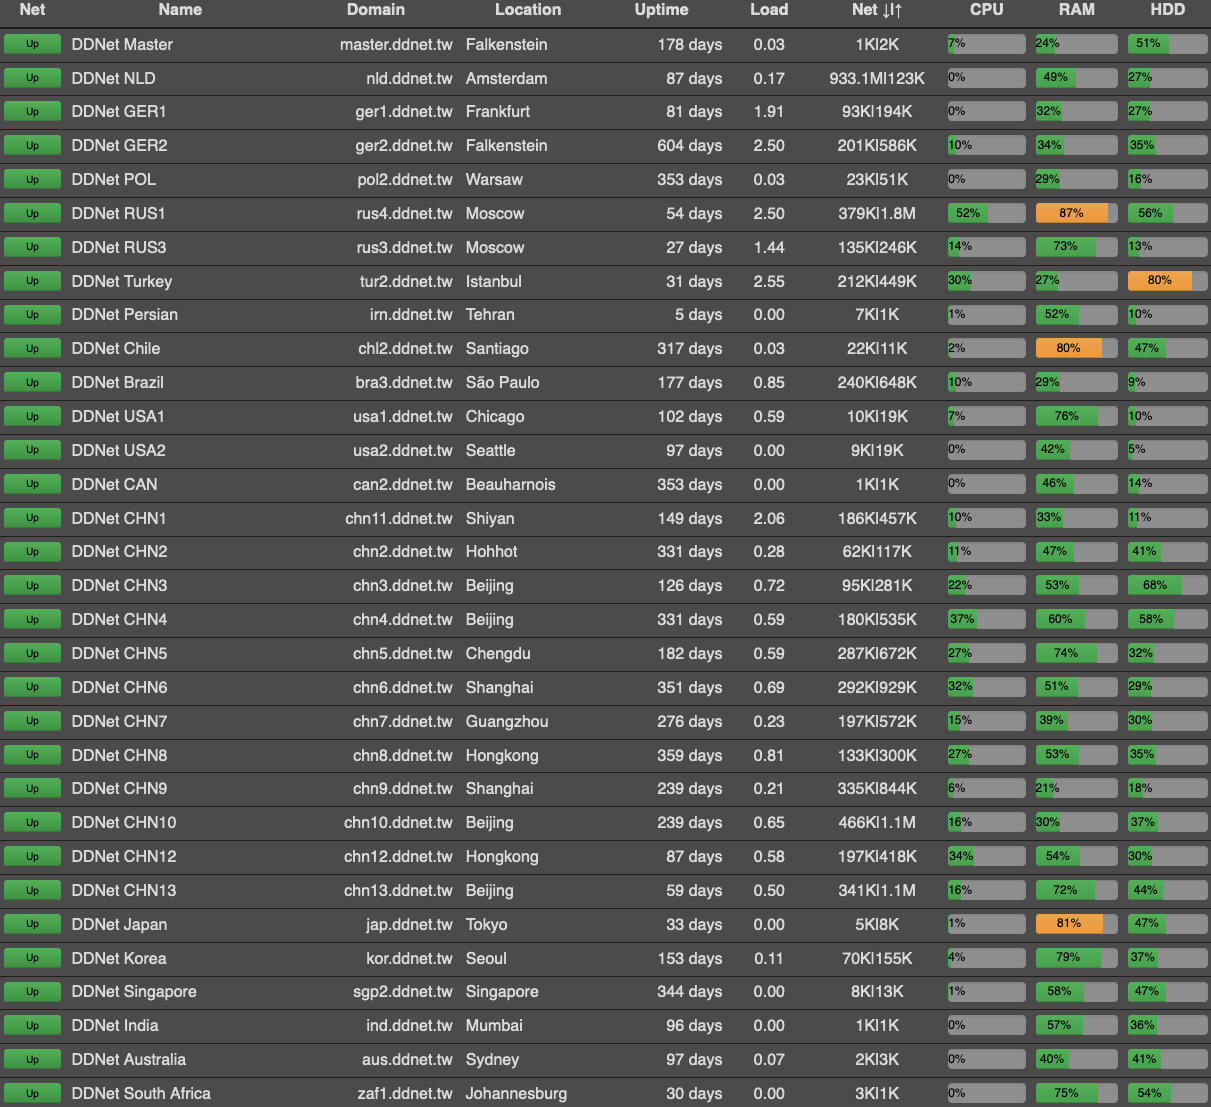 Net Name Domain Location Uptime Load Net ↓|↑ CPU RAM HDD
Up DDNet Master master.ddnet.tw Falkenstein 178 days 0.03 1K|2K 7% 24% 51%
Up DDNet NLD nld.ddnet.tw Amsterdam 87 days 0.17 933.1M|123K 0% 49% 27%
Up DDNet GER1 ger1.ddnet.tw Frankfurt 81 days 1.91 93K|194K 0% 32% 27%
Up DDNet GER2 ger2.ddnet.tw Falkenstein 604 days 2.50 201K|586K 10% 34% 35%
Up DDNet POL pol2.ddnet.tw Warsaw 353 days 0.03 23K|51K 0% 29% 16%
Up DDNet RUS1 rus4.ddnet.tw Moscow 54 days 2.50 379K|1.8M 52% 87% 56%
Up DDNet RUS3 rus3.ddnet.tw Moscow 27 days 1.44 135K|246K 14% 73% 13%
Up DDNet Turkey tur2.ddnet.tw Istanbul 31 days 2.55 212K|449K 30% 27% 80%
Up DDNet Persian irn.ddnet.tw Tehran 5 days 0.00 7K|1K 1% 52% 10%
Up DDNet Chile chl2.ddnet.tw Santiago 317 days 0.03 22K|11K 2% 80% 47%
Up DDNet Brazil bra3.ddnet.tw São Paulo 177 days 0.85 240K|648K 10% 29% 9%
Up DDNet USA1 usa1.ddnet.tw Chicago 102 days 0.59 10K|19K 7% 76% 10%
Up DDNet USA2 usa2.ddnet.tw Seattle 97 days 0.00 9K|19K 0% 42% 5%
Up DDNet CAN can2.ddnet.tw Beauharnois 353 days 0.00 1K|1K 0% 46% 14%
Up DDNet CHN1 chn11.ddnet.tw Shiyan 149 days 2.06 186K|457K 10% 33% 11%
Up DDNet CHN2 chn2.ddnet.tw Hohhot 331 days 0.28 62K|117K 11% 47% 41%
Up DDNet CHN3 chn3.ddnet.tw Beijing 126 days 0.72 95K|281K 22% 53% 68%
Up DDNet CHN4 chn4.ddnet.tw Beijing 331 days 0.59 180K|535K 37% 60% 58%
Up DDNet CHN5 chn5.ddnet.tw Chengdu 182 days 0.59 287K|672K 27% 74% 32%
Up DDNet CHN6 chn6.ddnet.tw Shanghai 351 days 0.69 292K|929K 32% 51% 29%
Up DDNet CHN7 chn7.ddnet.tw Guangzhou 276 days 0.23 197K|572K 15% 39% 30%
Up DDNet CHN8 chn8.ddnet.tw Hongkong 359 days 0.81 133K|300K 27% 53% 35%
Up DDNet CHN9 chn9.ddnet.tw Shanghai 239 days 0.21 335K|844K 6% 21% 18%
Up DDNet CHN10 chn10.ddnet.tw Beijing 239 days 0.65 466K|1.1M 16% 30% 37%
Up DDNet CHN12 chn12.ddnet.tw Hongkong 87 days 0.58 197K|418K 34% 54% 30%
Up DDNet CHN13 chn13.ddnet.tw Beijing 59 days 0.50 341K|1.1M 16% 72% 44%
Up DDNet Japan jap.ddnet.tw Tokyo 33 days 0.00 5K|8K 1% 81% 47%
Up DDNet Korea kor.ddnet.tw Seoul 153 days 0.11 70K|155K 4% 79% 37%
Up DDNet Singapore sgp2.ddnet.tw Singapore 344 days 0.00 8K|13K 1% 58% 47%
Up DDNet India ind.ddnet.tw Mumbai 96 days 0.00 1K|1K 0% 57% 36%
Up DDNet Australia aus.ddnet.tw Sydney 97 days 0.07 2K|3K 0% 40% 41%
Up DDNet South Africa zaf1.ddnet.tw Johannesburg 30 days 0.00 3K|1K 0% 75% 54%